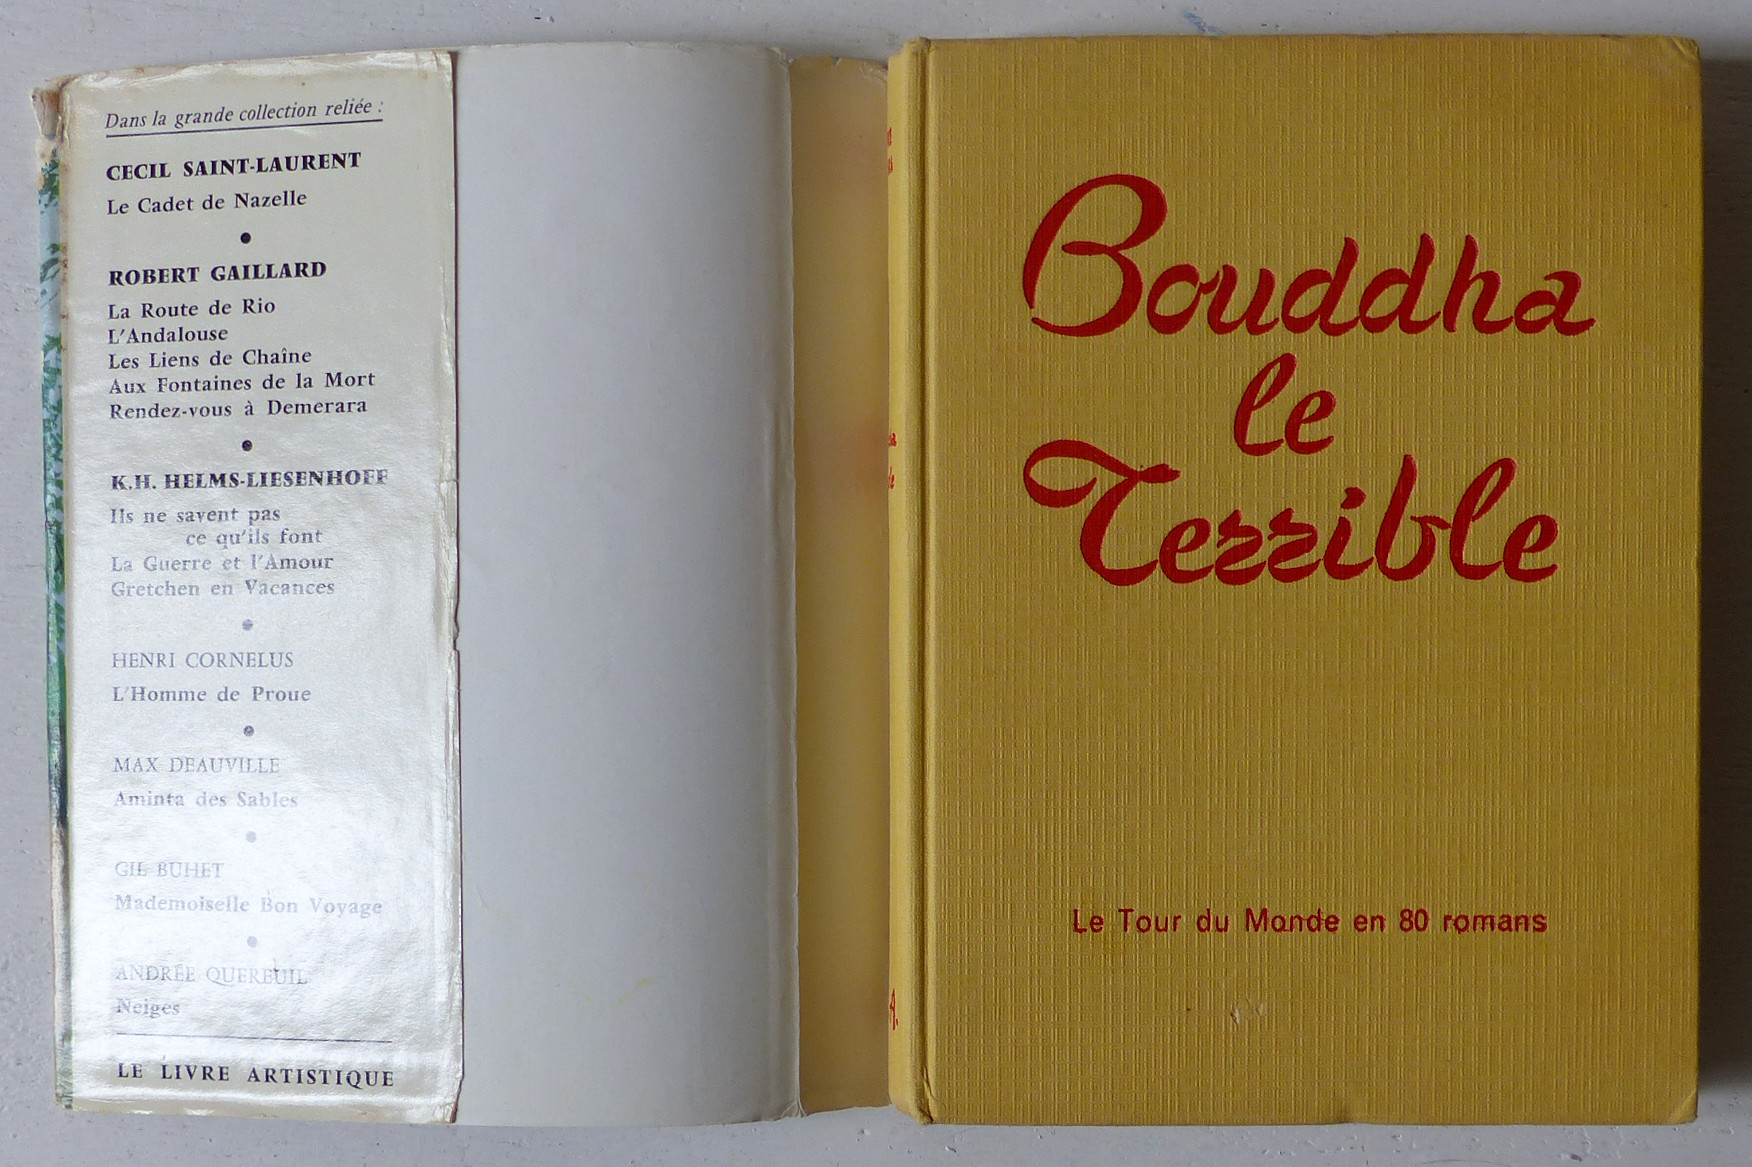 Dans la grande collection reliée :
CECIL SAINT-LAURENT
Le Cadet de Nazelle
ROBERT GAILLARD
La Route de Rio
L'Andalouse
Les Liens de Chaîne
Aux Fontaines de la Mort
Rendez-vous à Demerara
K.H. HELMS-LIESENHOFF
Ils ne savent pas
ce qu'ils font
La Guerre et l'Amour
Gretchen en Vacances
HENRI CORNELUS
L'Homme de Proue
MAX DEAUVILLE
Aminta des Sables
GIL BUHET
Mademoiselle Bon Voyage
ANDRÉE QUEREUIL
Neiges
LE LIVRE ARTISTIQUE
Bouddha
le
Terrible
Le Tour du Monde en 80 romans